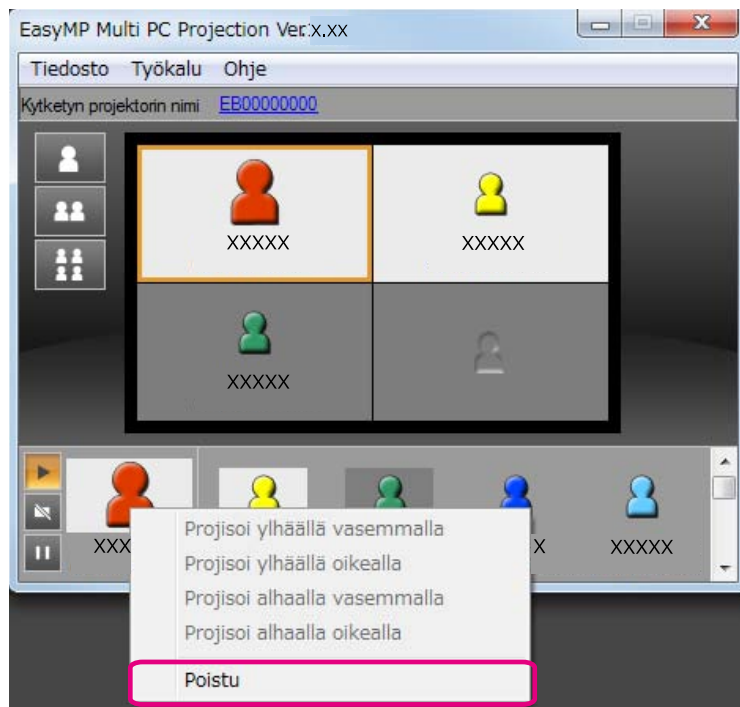 EasyMP Multi PC Projection Ver.x.xx
Tiedosto Työkalu Ohje
Kytketyn projektorin nimi EB00000000
XXXXX XXXXX
XXXXX
XXX X XXXXX
Projisoi ylhäällä vasemmalla
Projisoi ylhäällä oikealla
Projisoi alhaalla vasemmalla
Projisoi alhaalla oikealla
Poistu